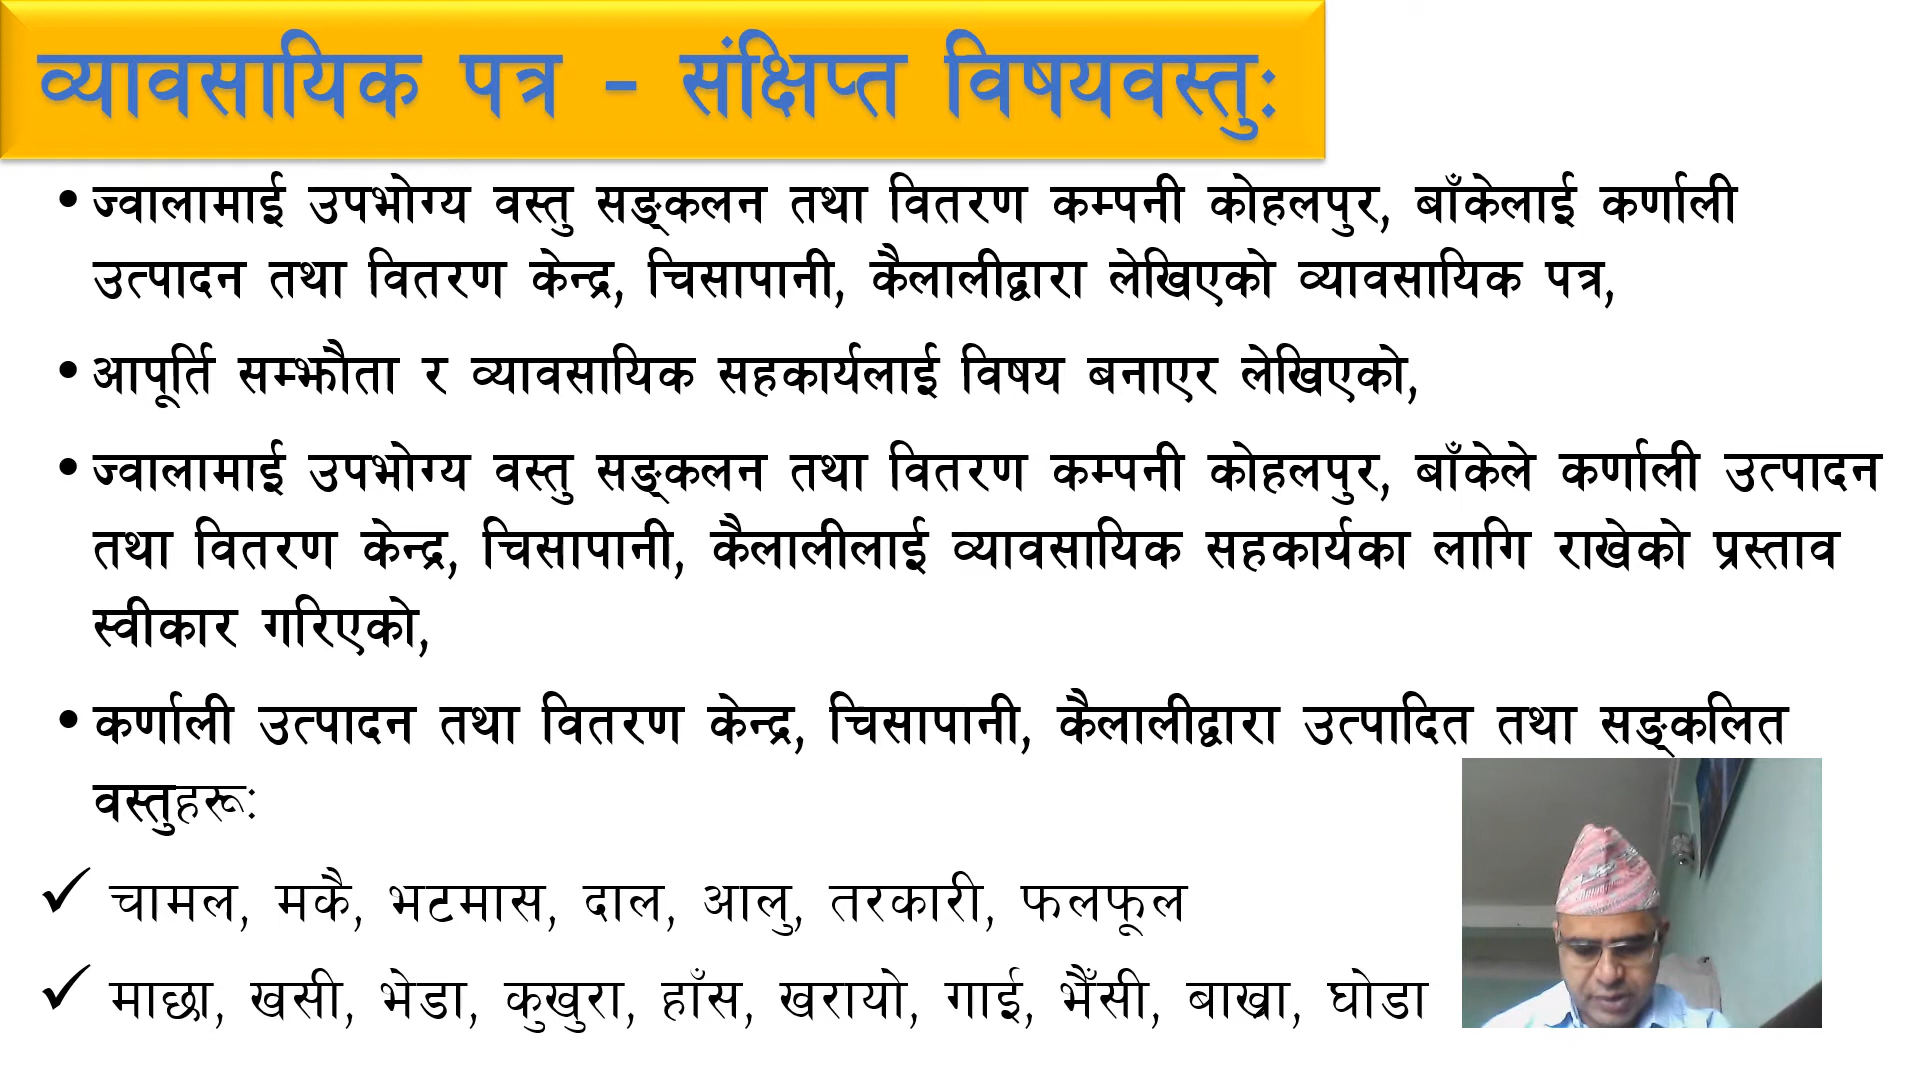 व्यावसायिक पत्र - संक्षिप्त विषयवस्तुः
• ज्वालामाई उपभोग्य वस्तु सङ्कलन तथा वितरण कम्पनी कोहलपुर, बाँकेलाई कर्णाली
उत्पादन तथा वितरण केन्द्र, चिसापानी, कैलालीद्वारा लेखिएको व्यावसायिक पत्र,
• आपूर्ति सम्झौता र व्यावसायिक सहकार्यलाई विषय बनाएर लेखिएको,
• ज्वालामाई उपभोग्य वस्तु सङ्कलन तथा वितरण कम्पनी कोहलपुर, बाँकेले कर्णाली उत्पादन
तथा वितरण केन्द्र, चिसापानी, कैलालीलाई व्यावसायिक सहकार्यका लागि राखेको प्रस्ताव
स्वीकार गरिएको,
• कर्णाली उत्पादन तथा वितरण केन्द्र, चिसापानी, कैलालीद्वारा उत्पादित तथा सङ्कलित
वस्तुहरूः
✓ चामल, मकै, भटमास, दाल, आलु, तरकारी, फलफूल
✓ माछा, खसी, भेडा, कुखुरा, हाँस, खरायो, गाई, भैँसी, बाख्रा, घोडा